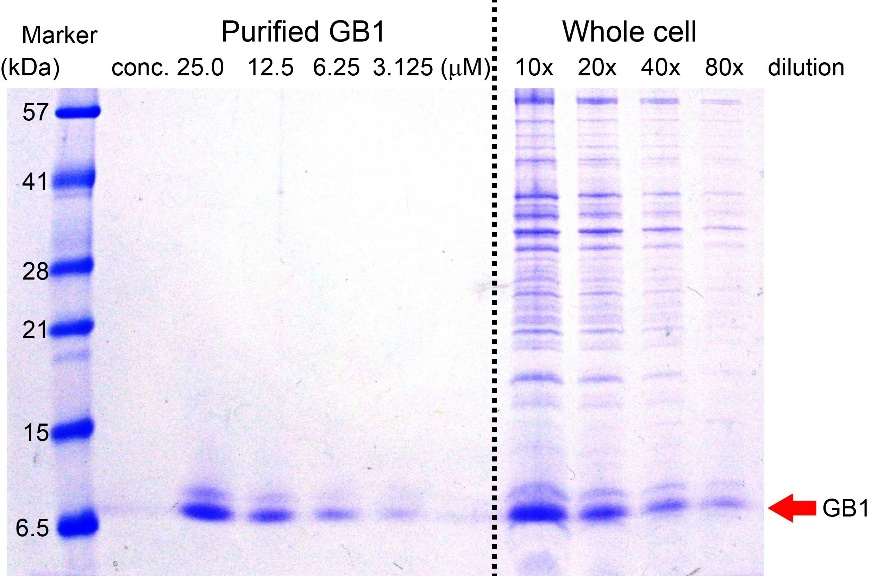 Marker Purified GB1 Whole cell
(kDa) conc. 25.0 12.5 6.25 3.125 (μM) 10x 20x 40x 80x dilution
57
41
28
21
15
6.5
GB1